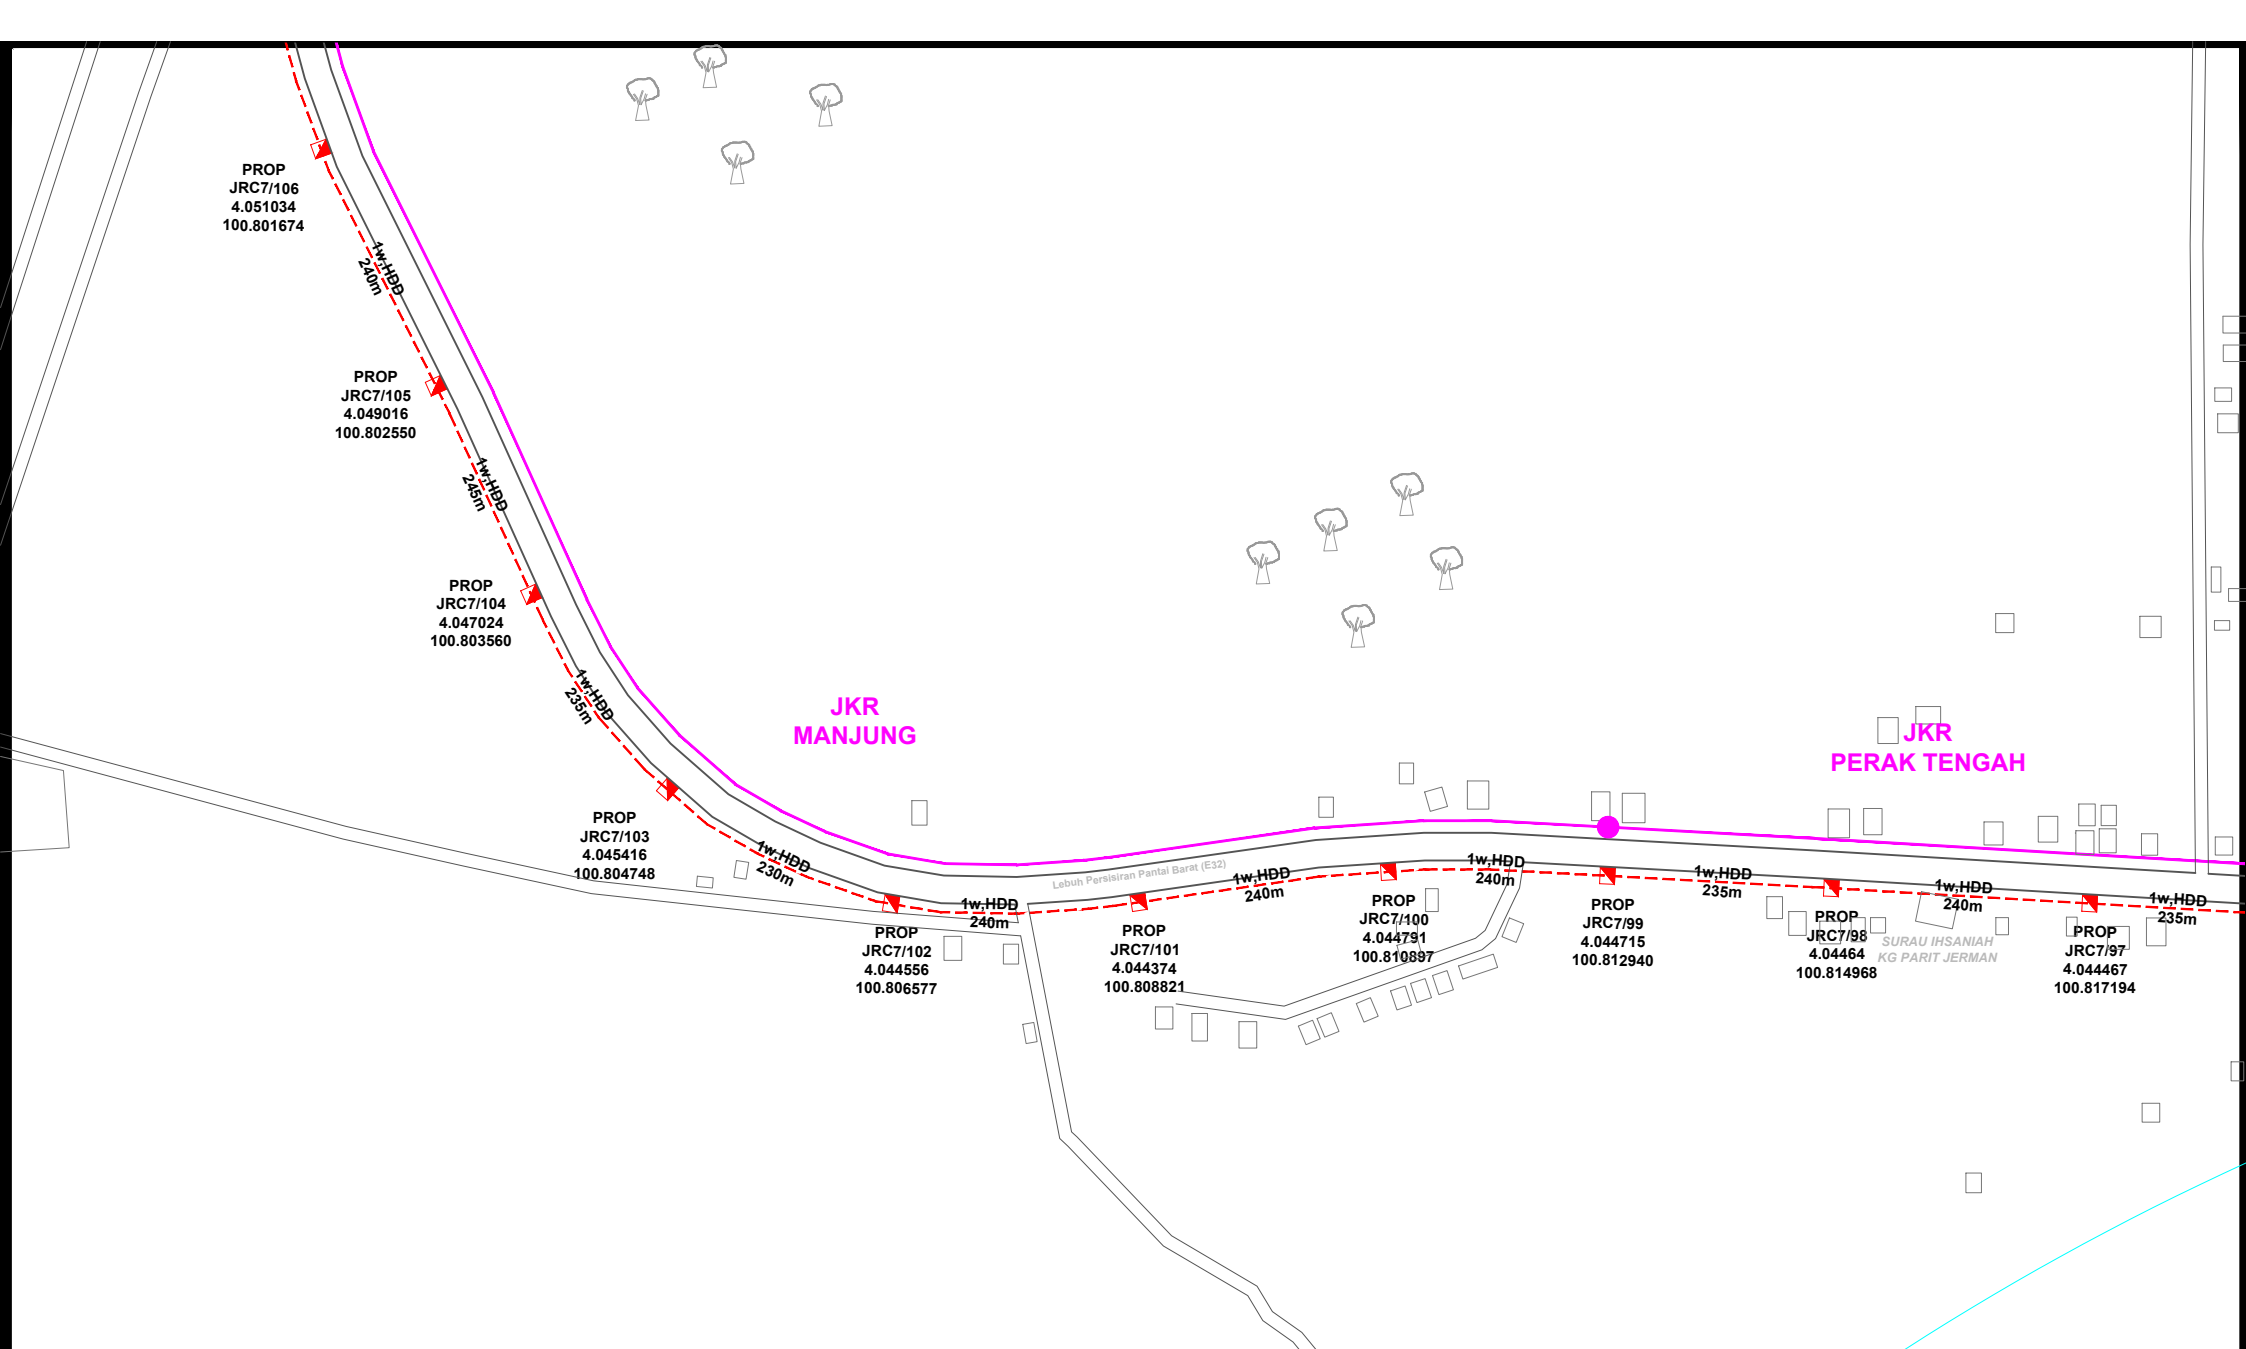 PROP
JRC7/106
4.051034
100.801674
1w,HDD
240m
PROP
JRC7/105
4.049016
100.802550
1w,HDD
245m
PROP
JRC7/104
4.047024
100.803560
1w,HDD
235m
JKR
MANJUNG
JKR
PERAK TENGAH
PROP
JRC7/103
4.045416
100.804748
1w,HDD
230m
PROP
JRC7/102
4.044556
100.806577
1w,HDD
240m
Lebuh Persisiran Pantai Barat (E32)
PROP
JRC7/101
4.044374
100.808821
1w,HDD
240m
PROP
JRC7/100
4.044791
100.810897
1w,HDD
240m
PROP
JRC7/99
4.044715
100.812940
1w,HDD
235m
PROP
JRC7/98
4.04464
100.814968
1w,HDD
240m
SURAU IHSANIAH
KG PARIT JERMAN
PROP
JRC7/97
4.044467
100.817194
1w,HDD
235m